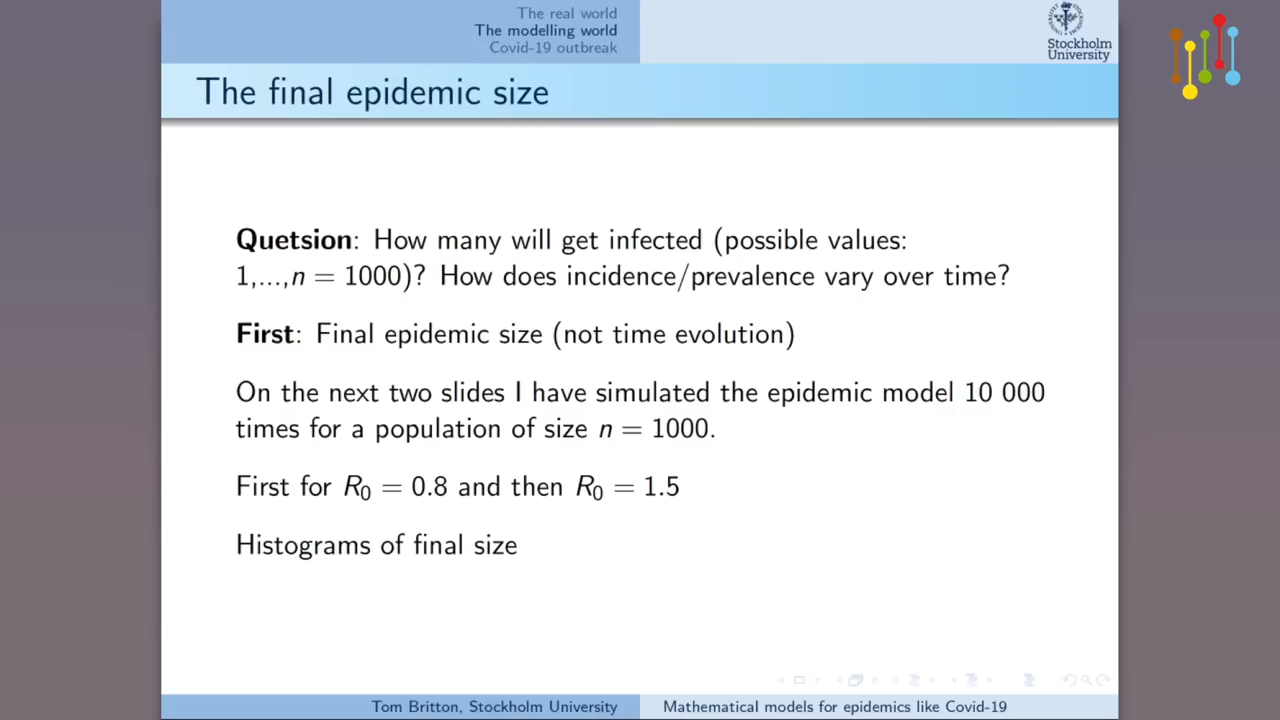 The real world
The modelling world
Covid-19 outbreak
Stockholm
University
The final epidemic size
Quetsion: How many will get infected (possible values:
1,...,n = 1000)? How does incidence/prevalence vary over time?
First: Final epidemic size (not time evolution)
On the next two slides I have simulated the epidemic model 10 000
times for a population of size n = 1000.
First for R₀ = 0.8 and then R₀ = 1.5
Histograms of final size
Tom Britton, Stockholm University
Mathematical models for epidemics like Covid-19